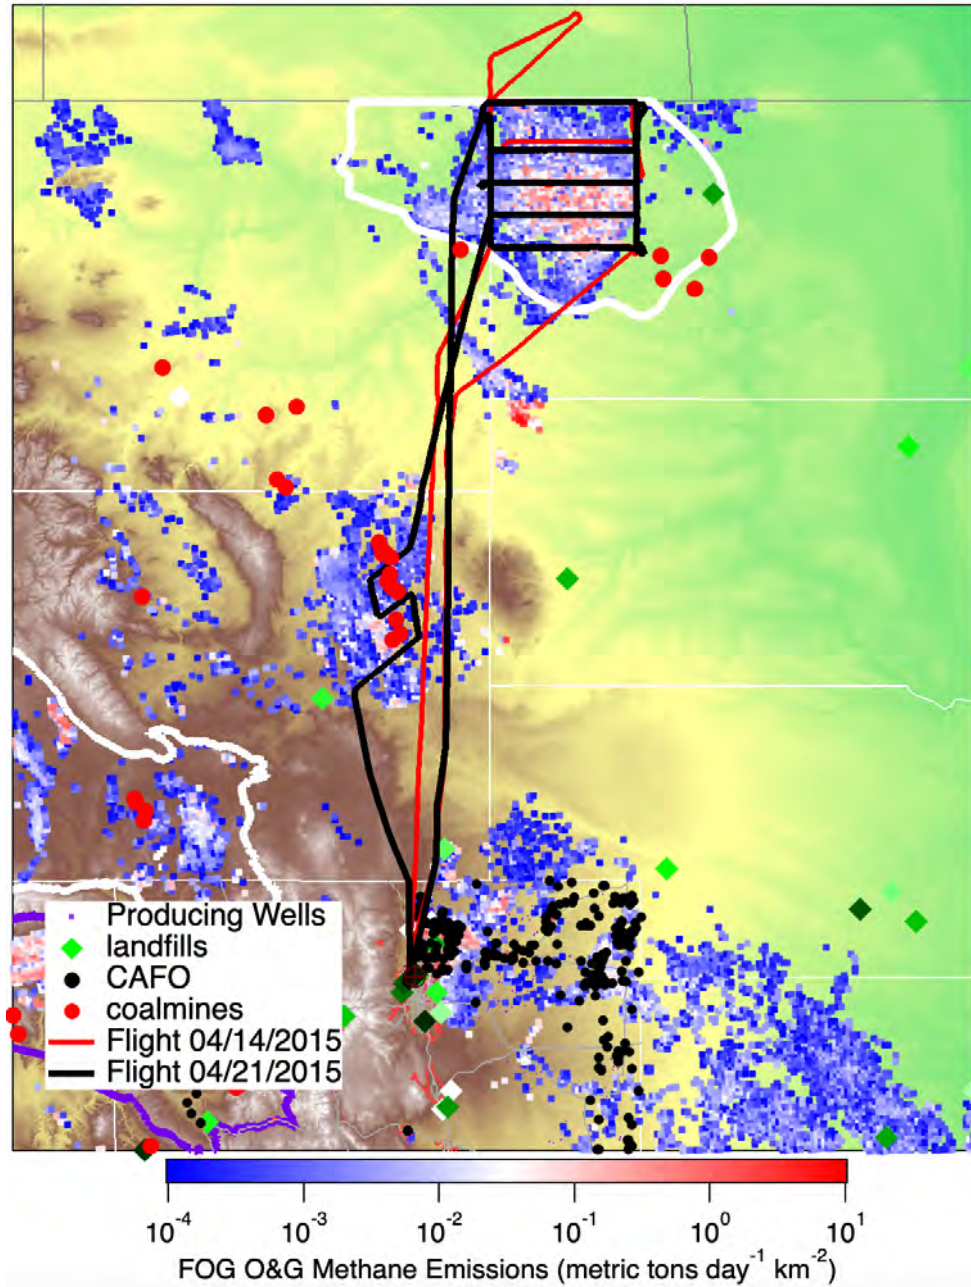 Producing Wells
landfills
CAFO
coalmines
Flight 04/14/2015
Flight 04/21/2015
10⁻⁴ 10⁻³ 10⁻² 10⁻¹ 10⁰ 10¹
FOG O&G Methane Emissions (metric tons day⁻¹ km⁻²)